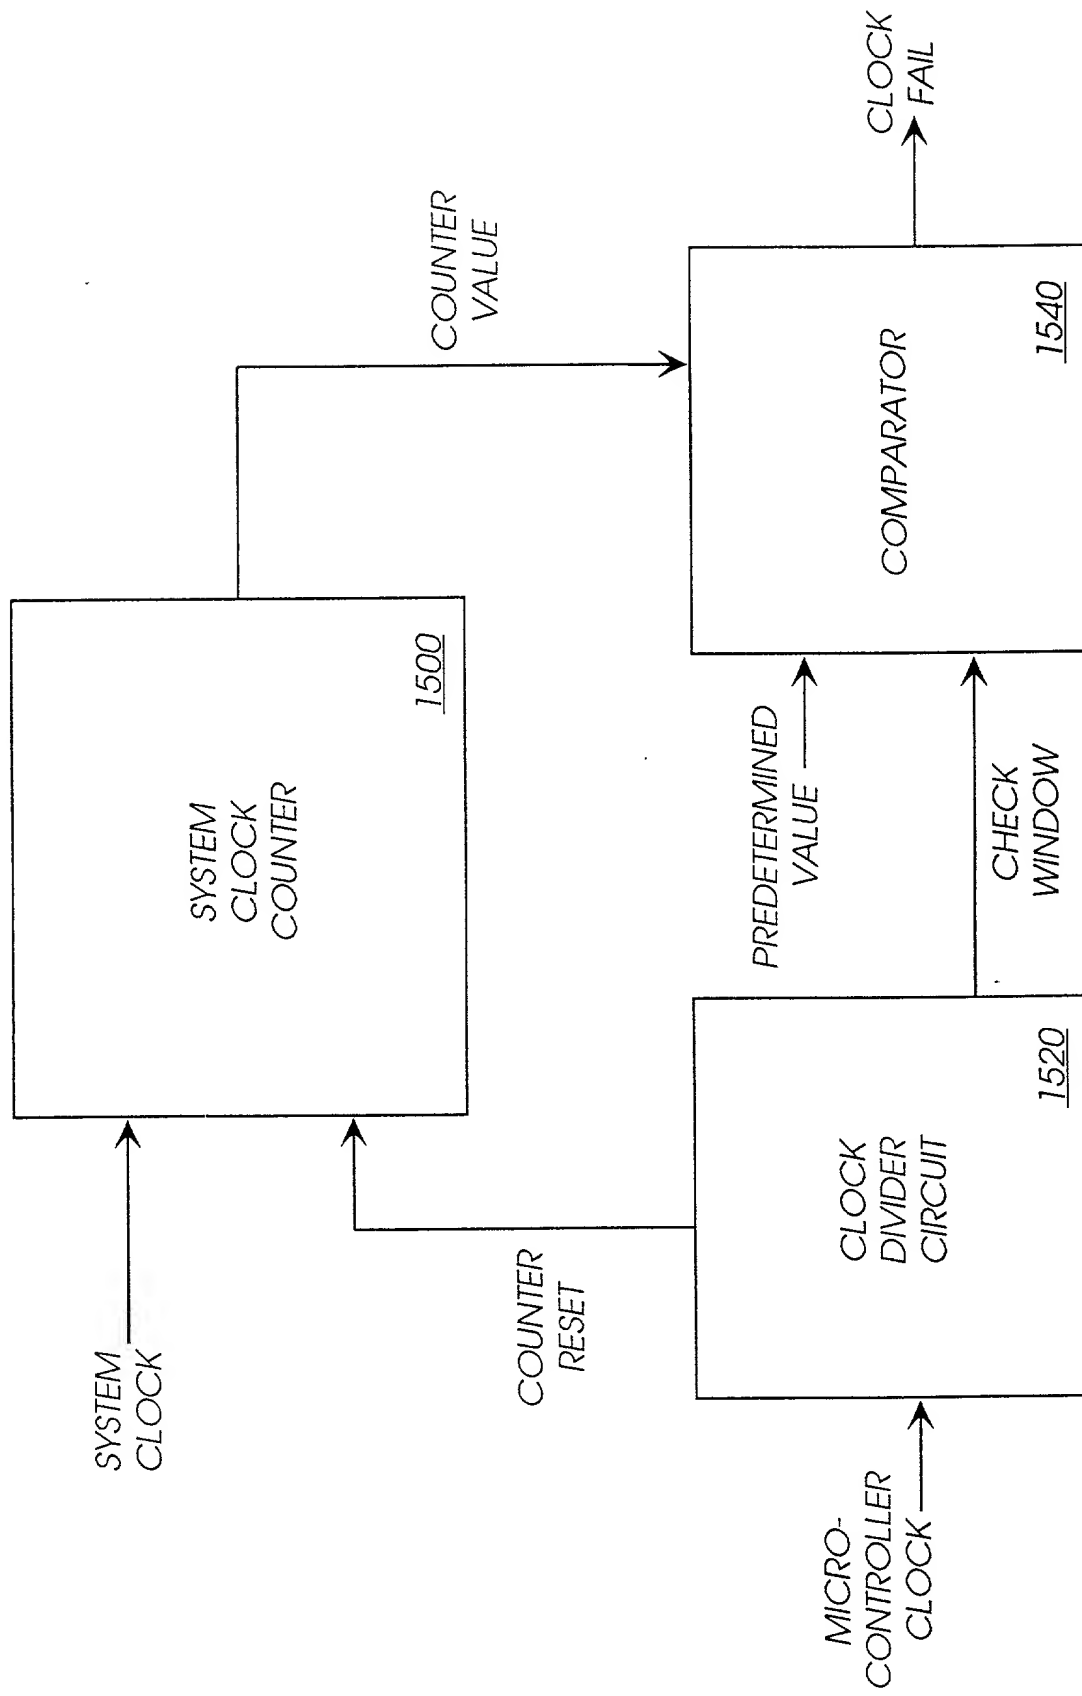 SYSTEM
CLOCK
SYSTEM
CLOCK
COUNTER
1500
COUNTER
VALUE
COUNTER
RESET
MICRO-
CONTROLLER
CLOCK
CLOCK
DIVIDER
CIRCUIT
1520
PREDETERMINED
VALUE
CHECK
WINDOW
COMPARATOR
1540
CLOCK
FAIL